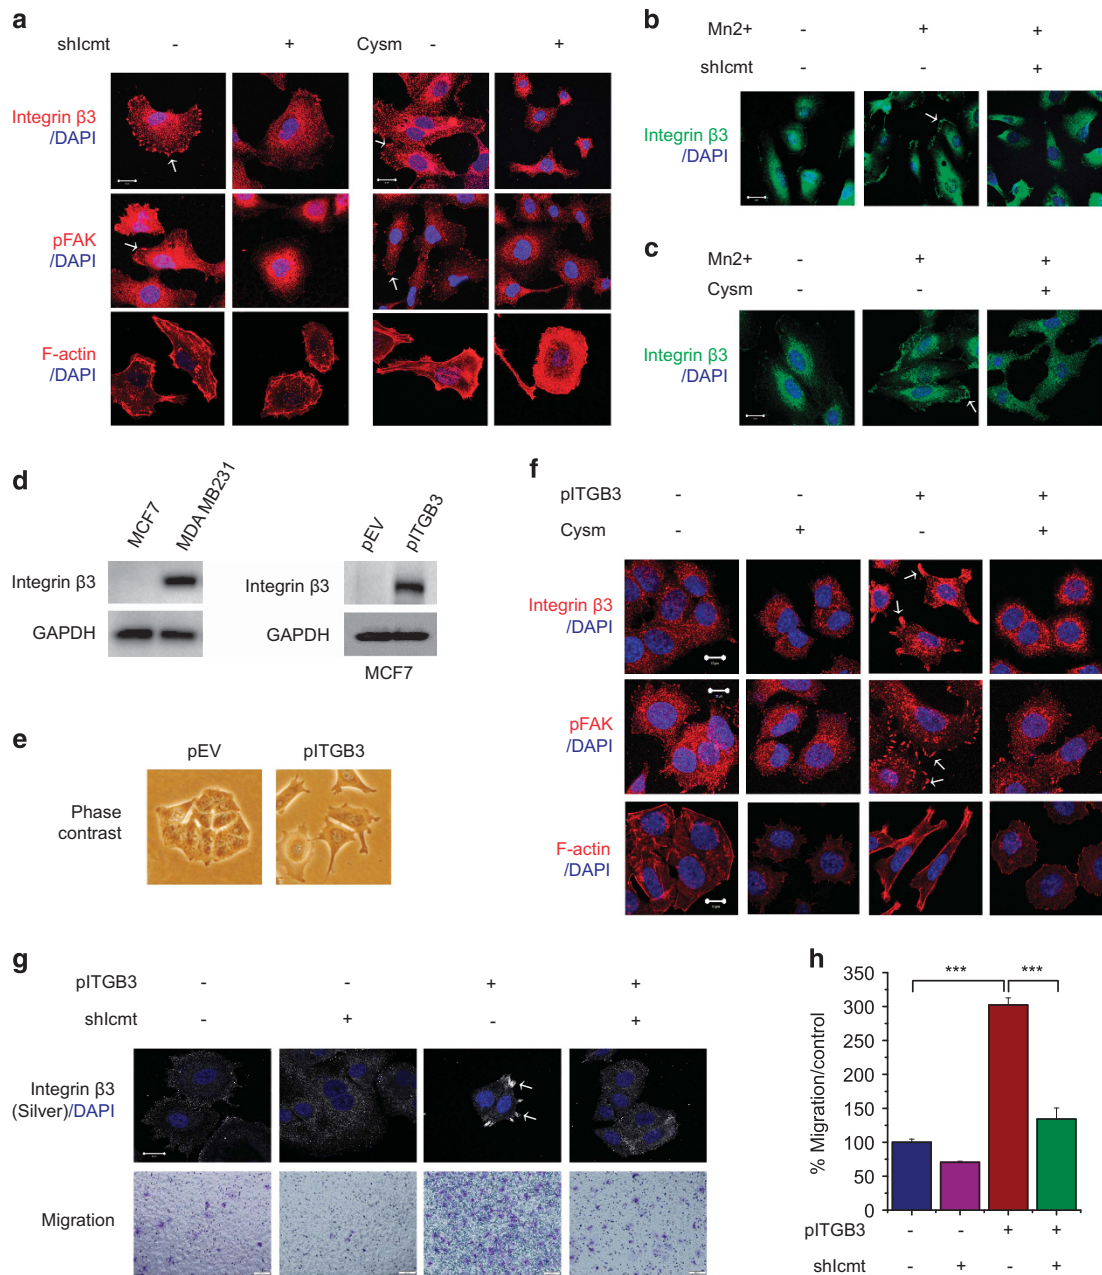 a
shIcmt - + Cysm - +
Integrin β3
/DAPI
pFAK
/DAPI
F-actin
/DAPI
b
Mn2+ - + +
shIcmt - - +
Integrin β3
/DAPI
c
Mn2+ - + +
Cysm - - +
Integrin β3
/DAPI
d
MCF7 MDA MB231
Integrin β3
GAPDH
pEV pITGB3
Integrin β3
GAPDH
MCF7
e
pEV pITGB3
Phase
contrast
f
pITGB3 - - + +
Cysm - + - +
Integrin β3
/DAPI
pFAK
/DAPI
F-actin
/DAPI
g
pITGB3 - - + +
shIcmt - + - +
Integrin β3
(Silver)/DAPI
Migration
h
% Migration/control
350
300
250
200
150
100
50
0
*** ***
pITGB3 - - + +
shIcmt - + - +